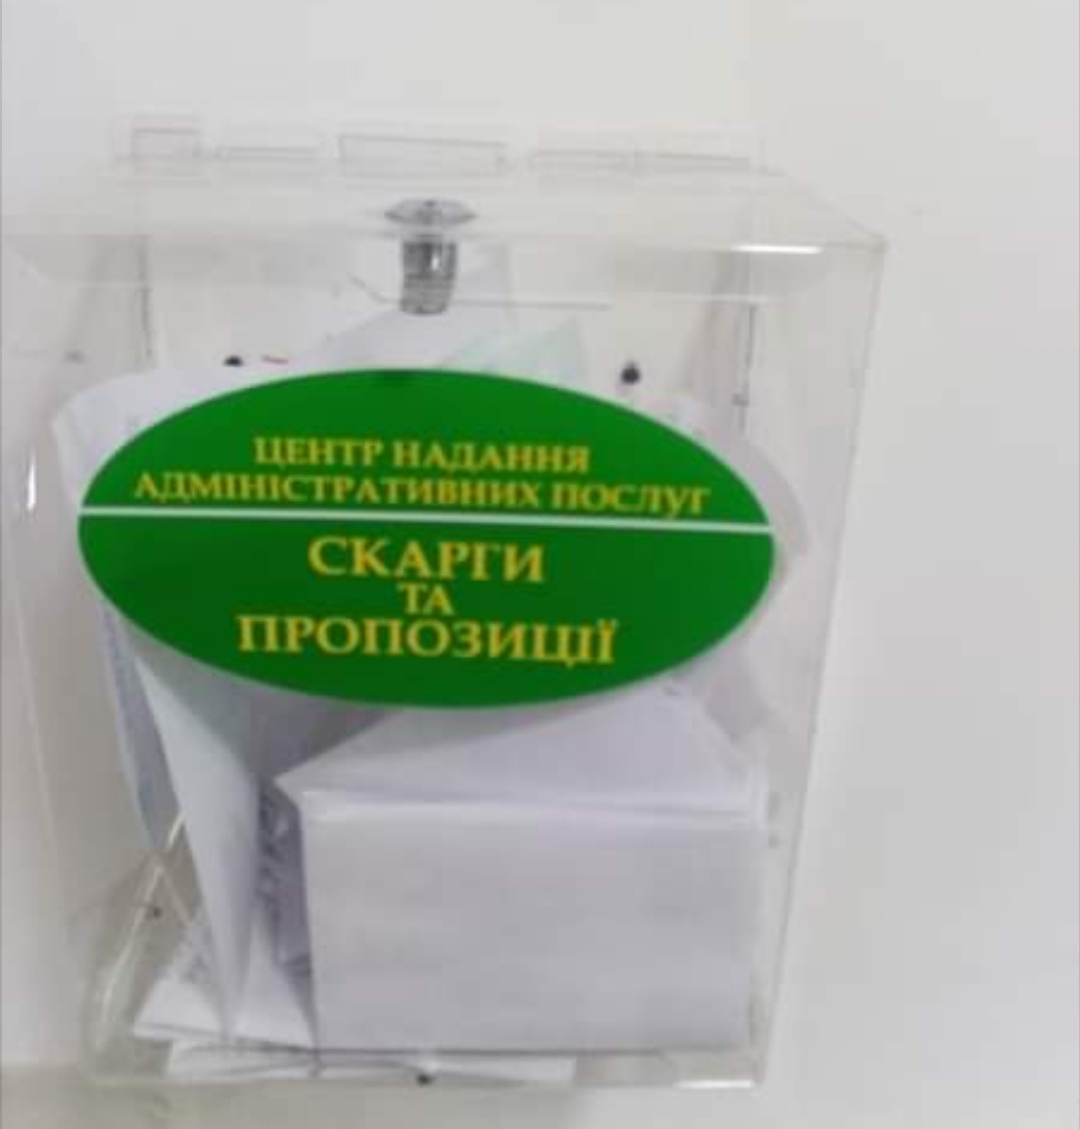 ЦЕНТР НАДАННЯ
АДМІНІСТРАТИВНИХ ПОСЛУГ
СКАРГИ
ТА
ПРОПОЗИЦІЇ